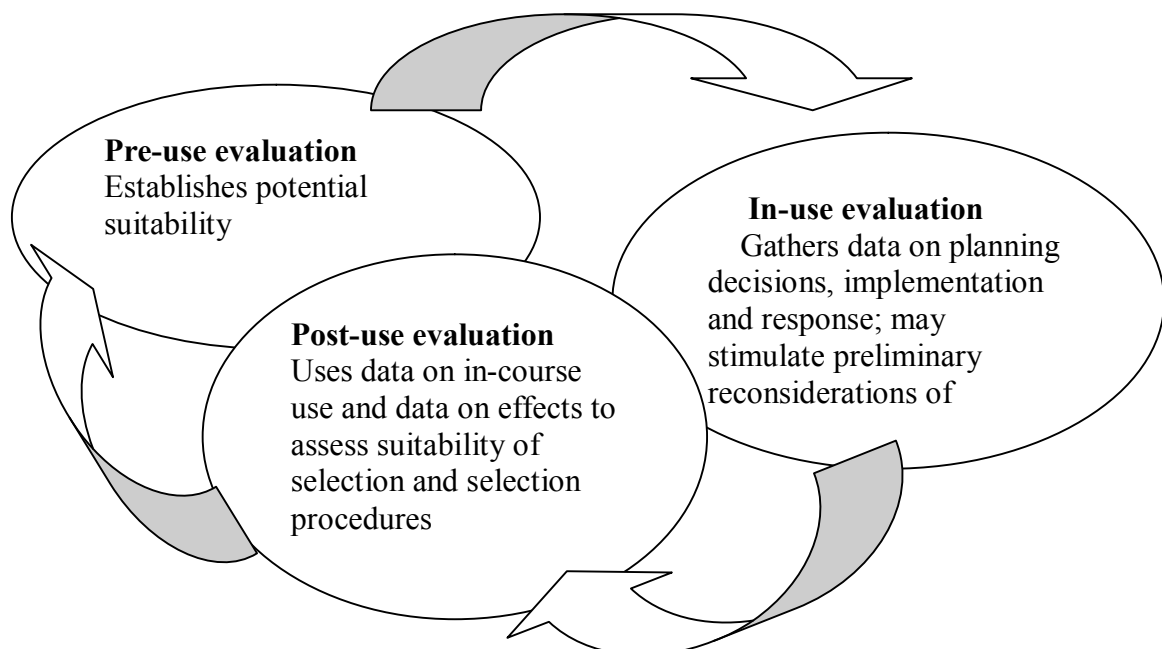 Pre-use evaluation
Establishes potential
suitability
In-use evaluation
Gathers data on planning
decisions, implementation
and response; may
stimulate preliminary
reconsiderations of
Post-use evaluation
Uses data on in-course
use and data on effects to
assess suitability of
selection and selection
procedures